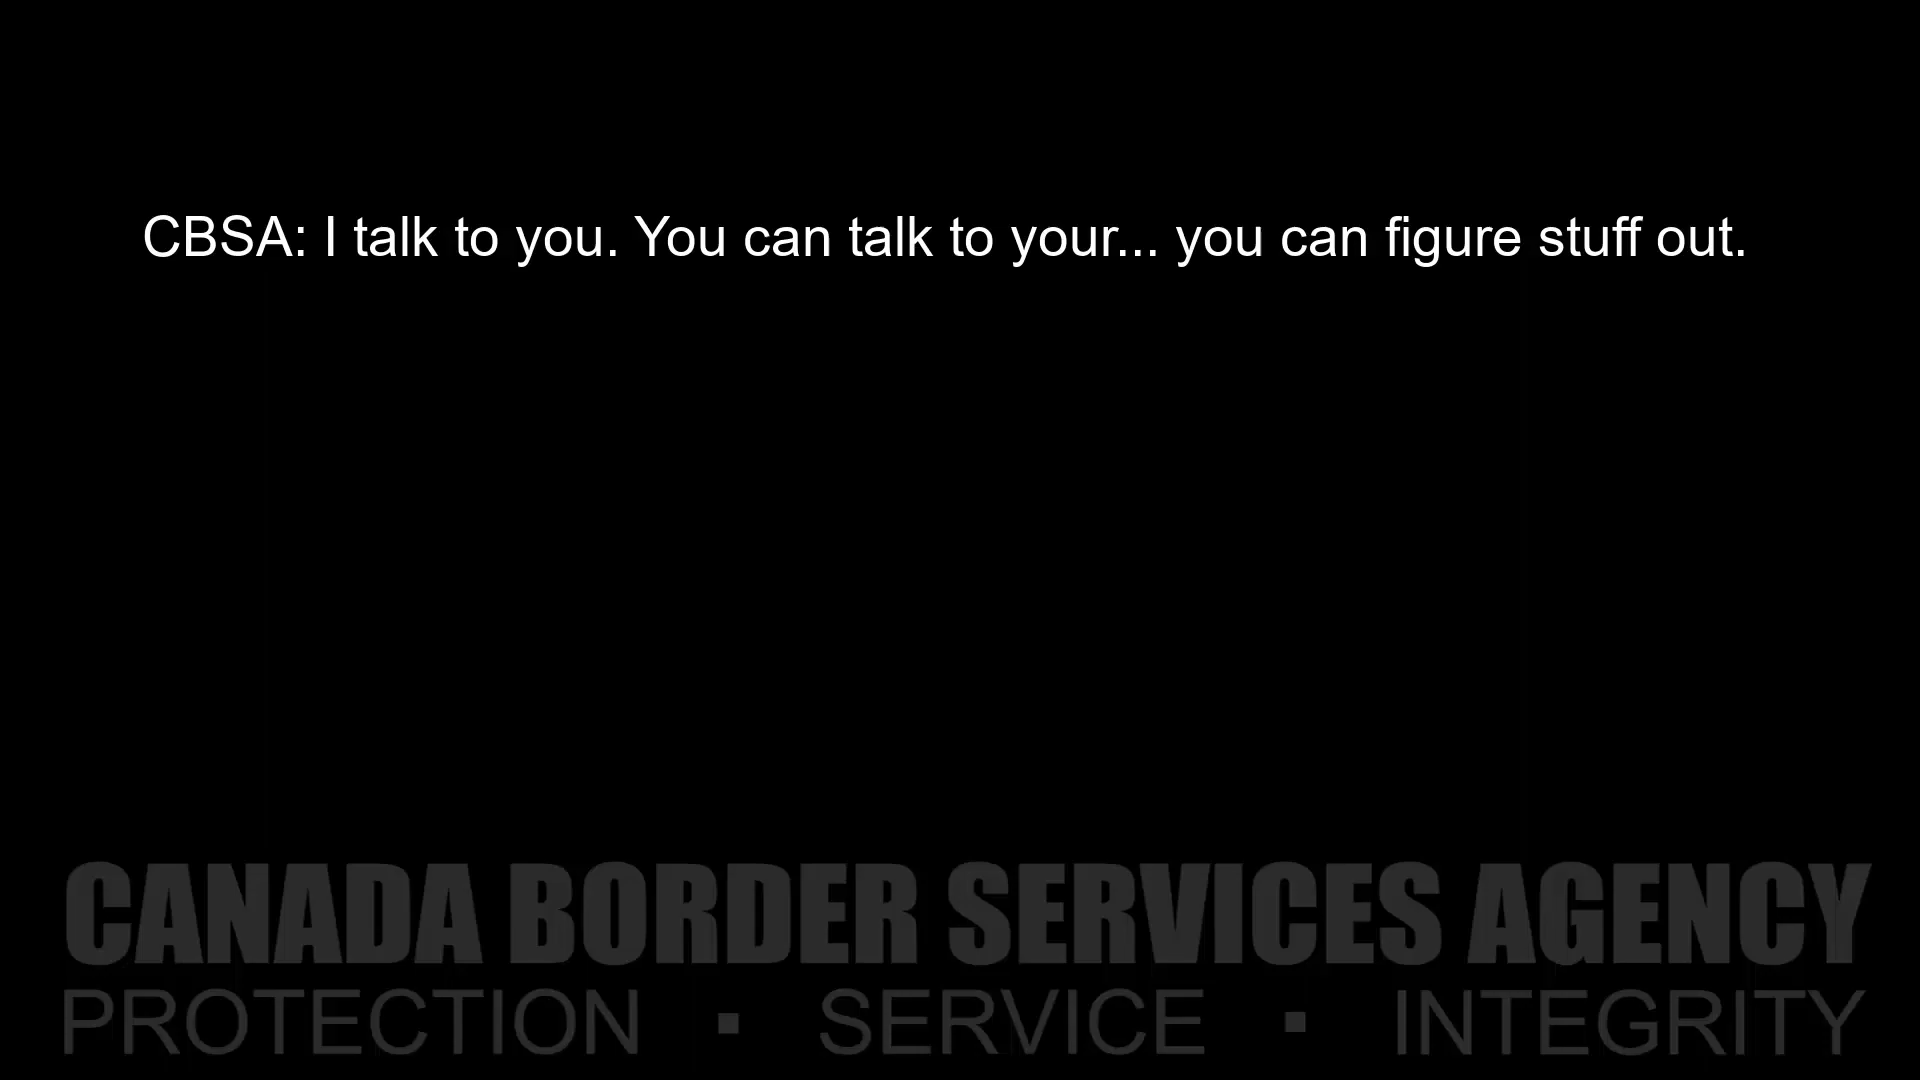 CBSA: I talk to you. You can talk to your... you can figure stuff out.
CANADA BORDER SERVICES AGENCY
PROTECTION ▪ SERVICE ▪ INTEGRITY